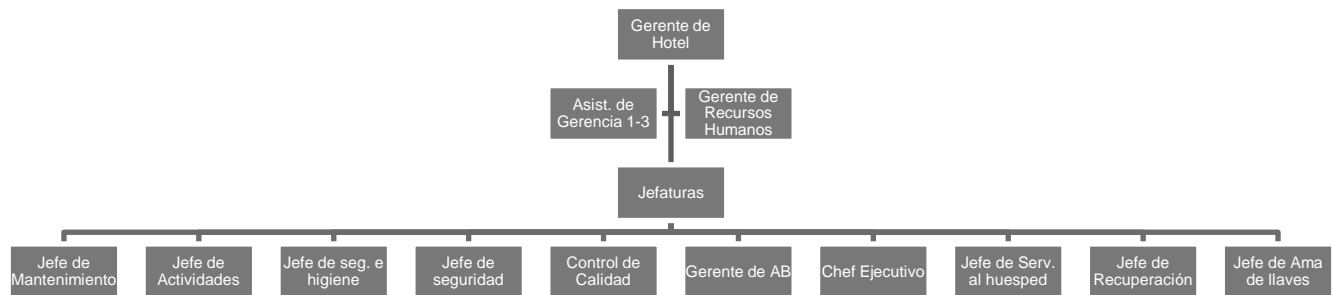 Gerente de
Hotel
Asist. de
Gerencia 1-3
Gerente de
Recursos
Humanos
Jefaturas
Jefe de
Mantenimiento
Jefe de
Actividades
Jefe de seg. e
higiene
Jefe de
seguridad
Control de
Calidad
Gerente de AB
Chef Ejecutivo
Jefe de Serv.
al huesped
Jefe de
Recuperación
Jefe de Ama
de llaves